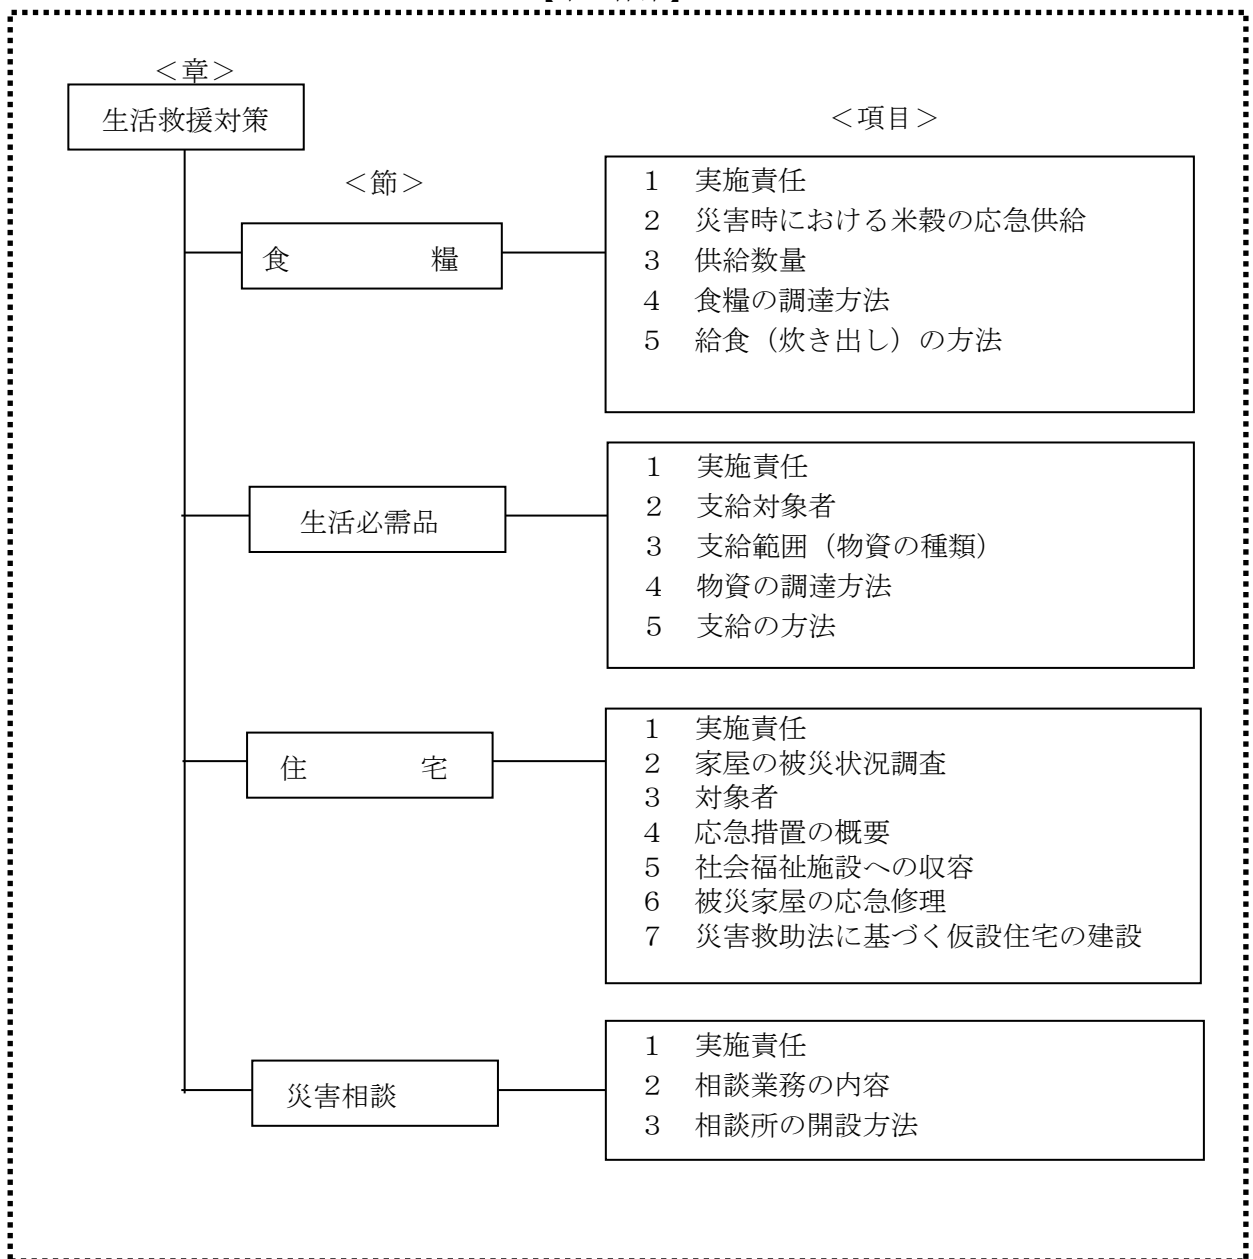 ＜章＞
生活救援対策
＜項目＞
＜節＞
食　　　　糧
１　実施責任
２　災害時における米穀の応急供給
３　供給数量
４　食糧の調達方法
５　給食（炊き出し）の方法
生活必需品
１　実施責任
２　支給対象者
３　支給範囲（物資の種類）
４　物資の調達方法
５　支給の方法
住　　　　宅
１　実施責任
２　家屋の被災状況調査
３　対象者
４　応急措置の概要
５　社会福祉施設への収容
６　被災家屋の応急修理
７　災害救助法に基づく仮設住宅の建設
災害相談
１　実施責任
２　相談業務の内容
３　相談所の開設方法